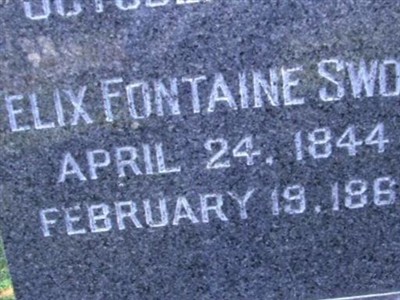 ELIX FONTAINE SWO
APRIL 24, 1844
FEBRUARY 19, 186